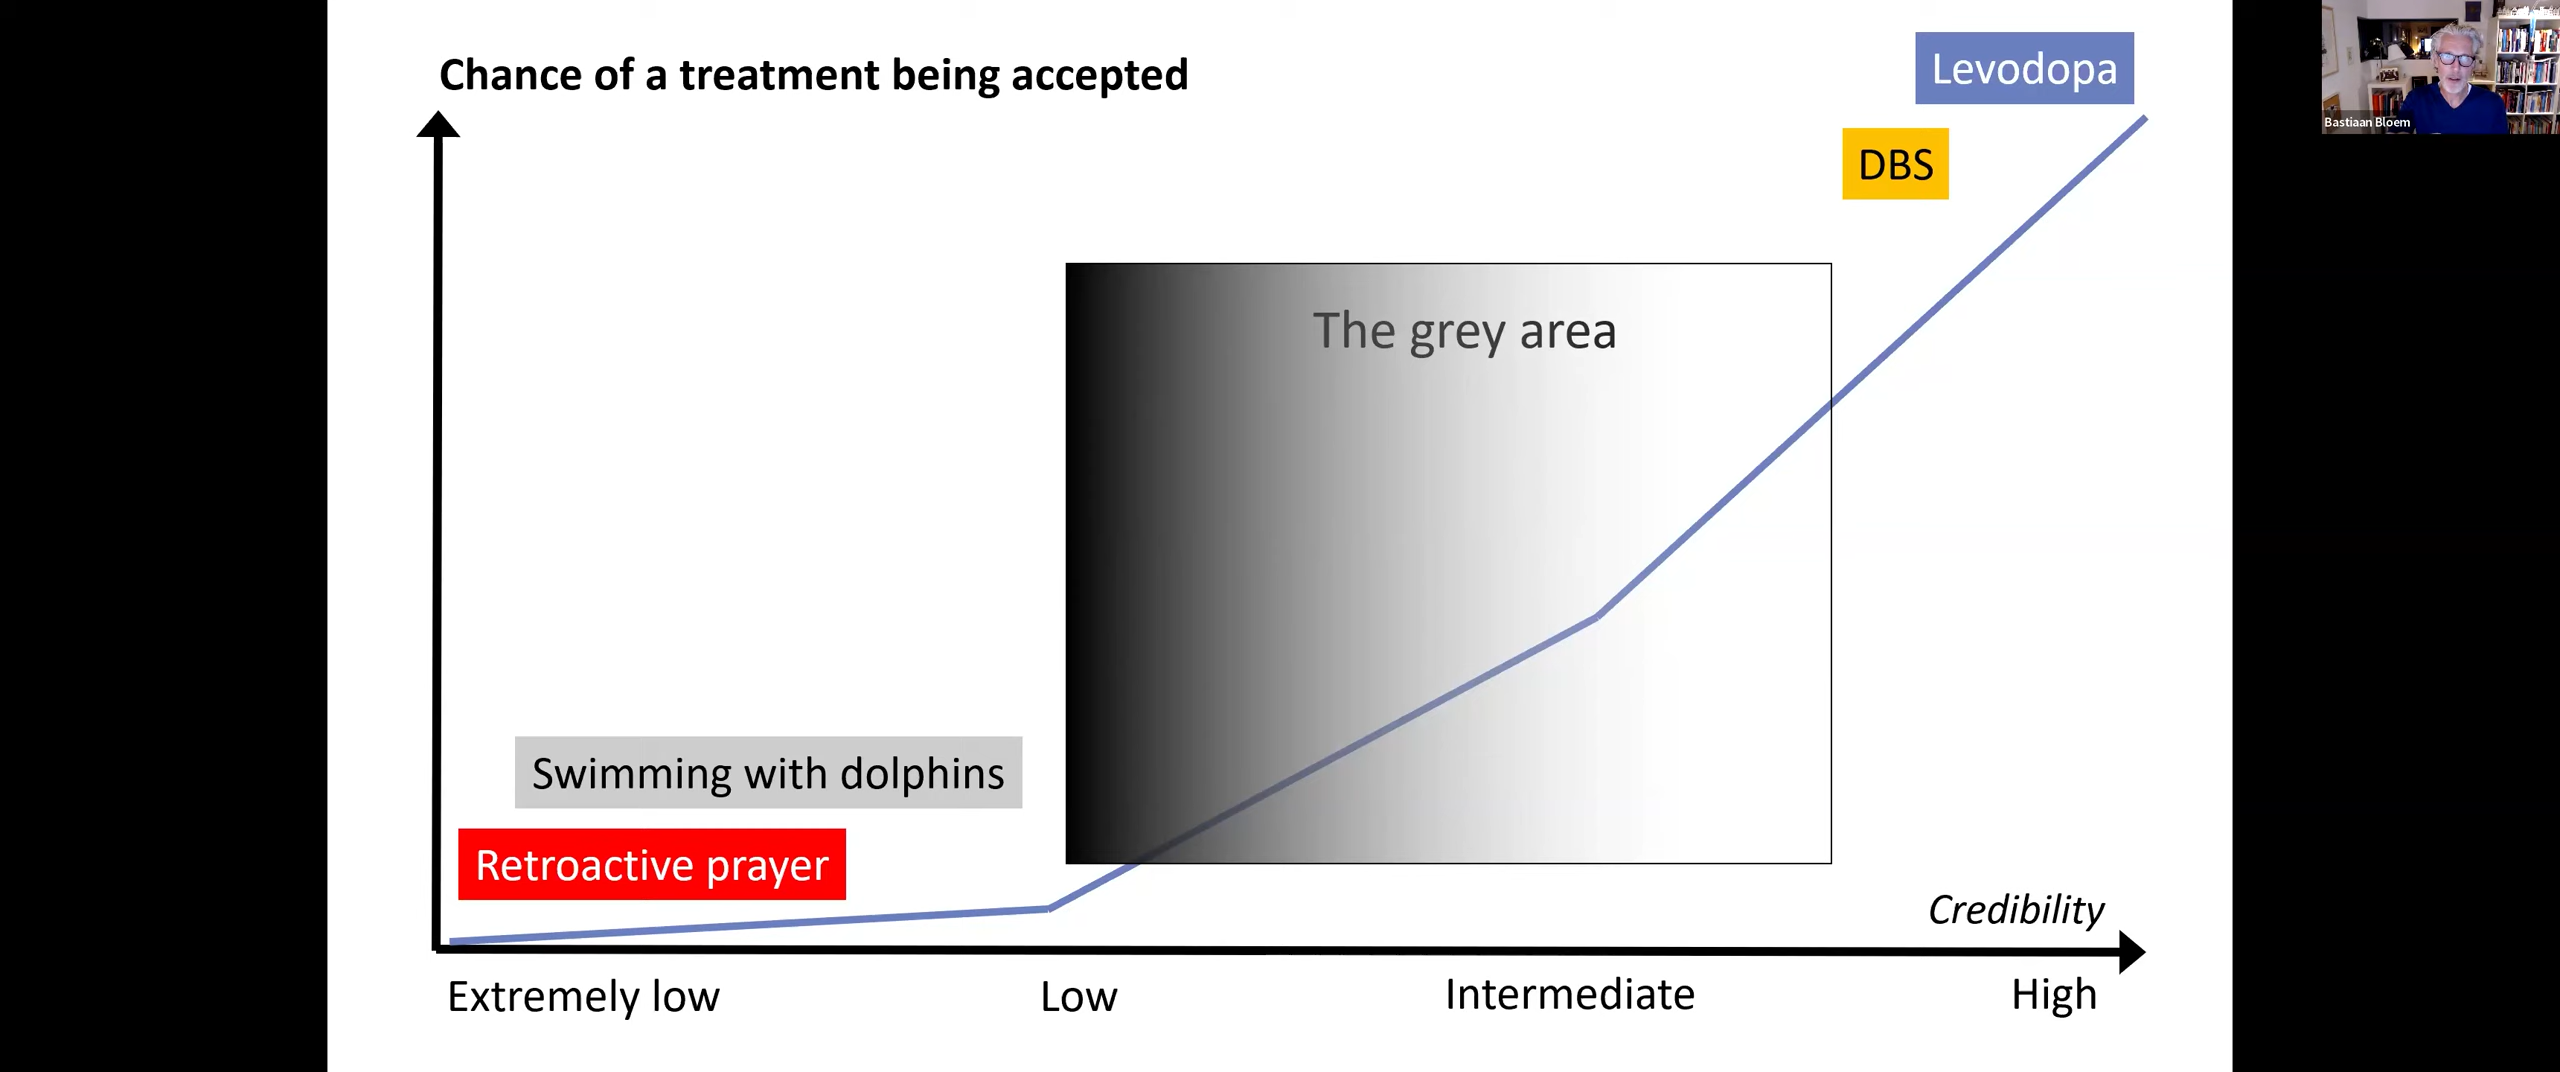 Chance of a treatment being accepted
Levodopa
Bastiaan Bloem
DBS
The grey area
Swimming with dolphins
Retroactive prayer
Credibility
Extremely low
Low
Intermediate
High